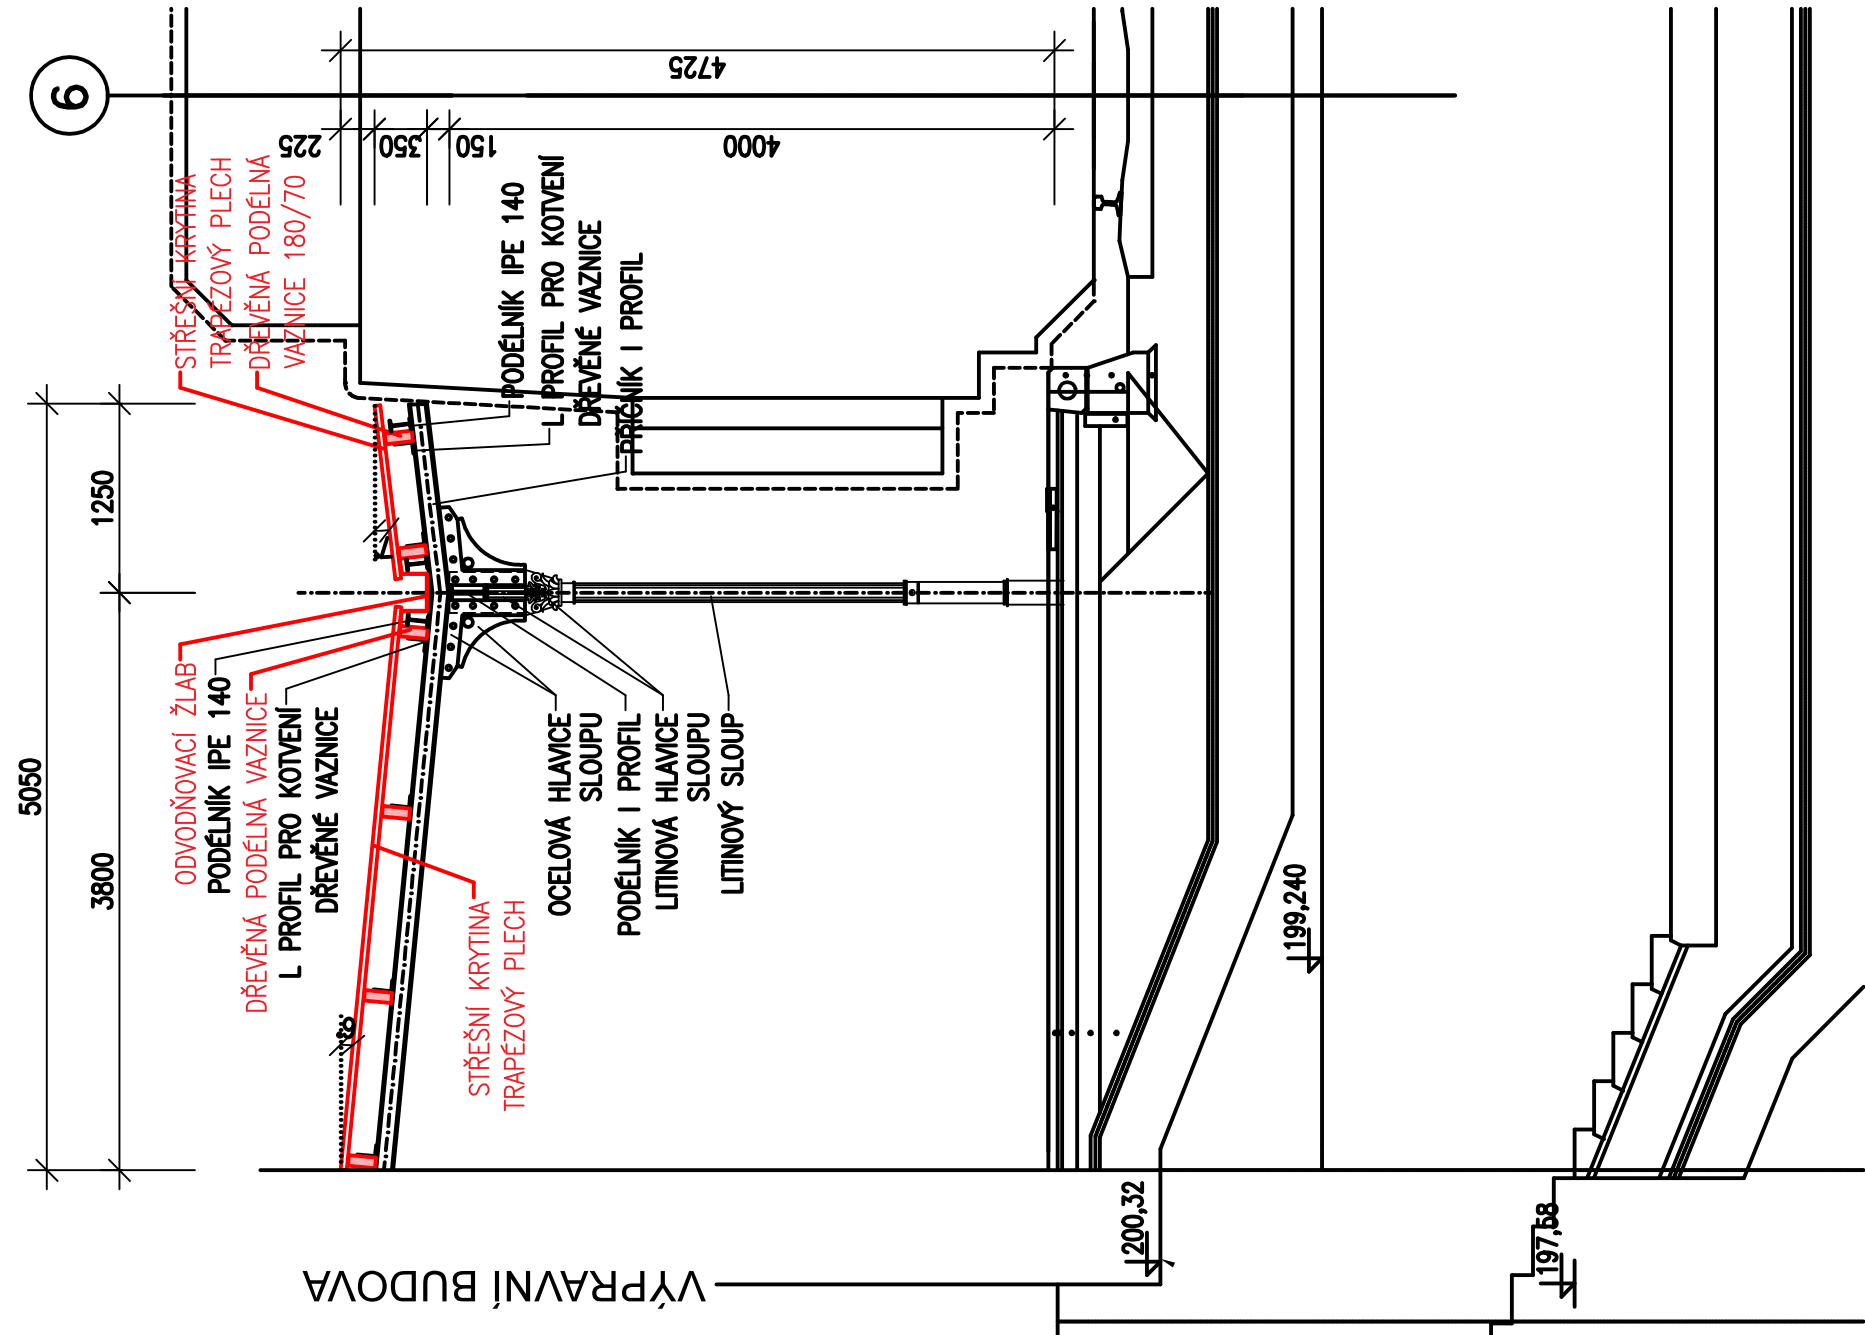 6
4725
225
350
150
4000
STŘEŠNÍ KRYTINA
TRAPÉZOVÝ PLECH
DŘEVĚNÁ PODÉLNÁ
VAZNICE 180/70
PODÉLNÍK IPE 140
L PROFIL PRO KOTVENÍ
DŘEVĚNÉ VAZNICE
PŘÍČNÍK I PROFIL
5050
1250
3800
7
6
ODVODŇOVACÍ ŽLAB
PODÉLNÍK IPE 140
DŘEVĚNÁ PODÉLNÁ VAZNICE
L PROFIL PRO KOTVENÍ
DŘEVĚNÉ VAZNICE
STŘEŠNÍ KRYTINA
TRAPÉZOVÝ PLECH
OCELOVÁ HLAVICE
SLOUPU
PODÉLNÍK I PROFIL
LITINOVÁ HLAVICE
SLOUPU
LITINOVÝ SLOUP
199,240
200,32
197,58
VÝPRAVNÍ BUDOVA